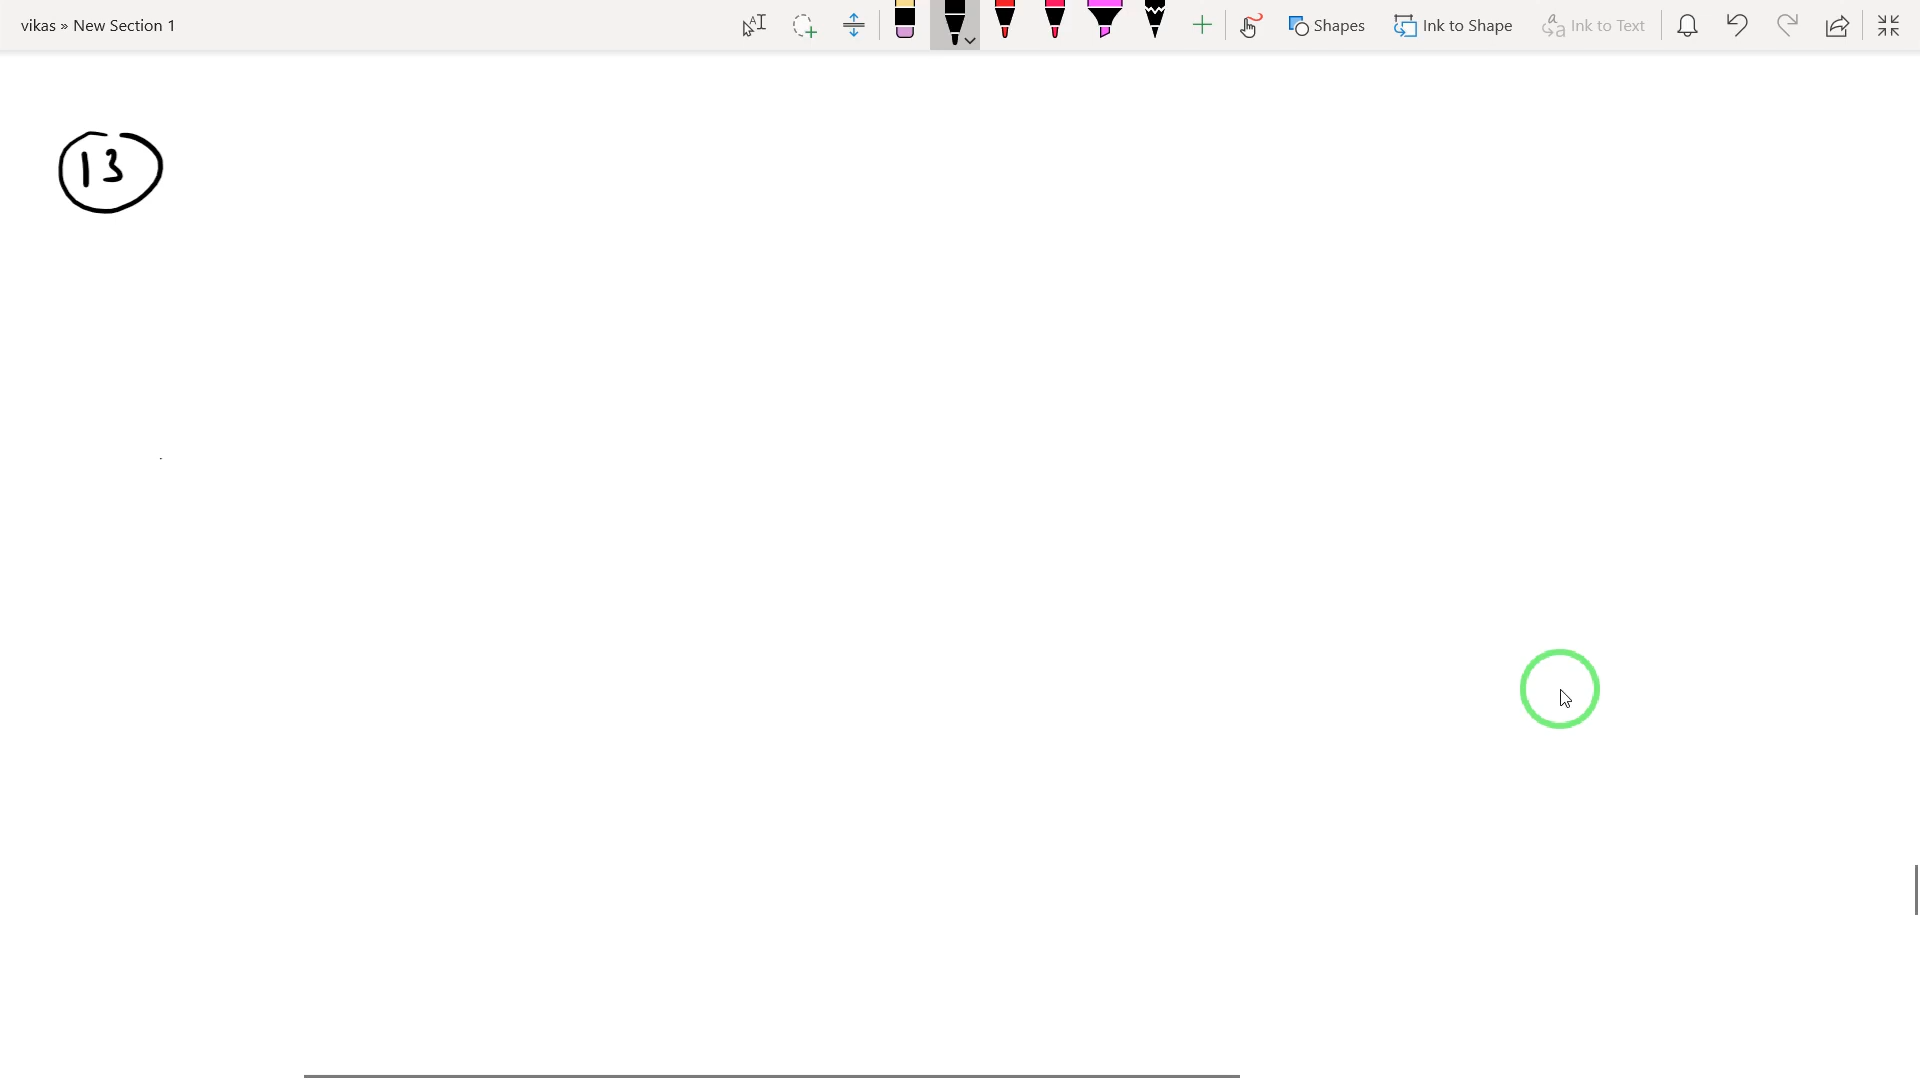 vikas » New Section 1
Shapes
Ink to Shape
Ink to Text
13